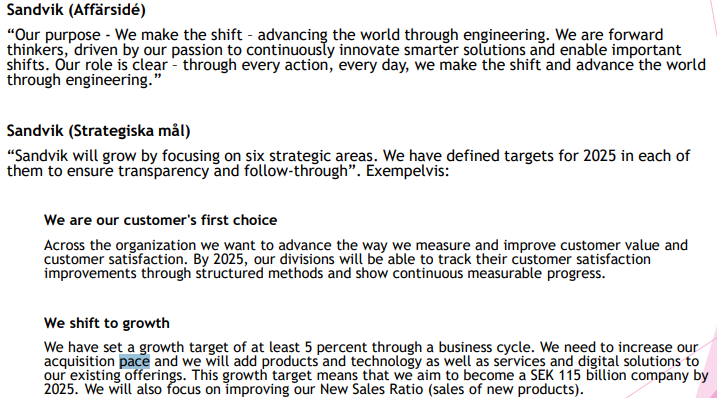 Sandvik (Affärsidé)
“Our purpose - We make the shift – advancing the world through engineering. We are forward
thinkers, driven by our passion to continuously innovate smarter solutions and enable important
shifts. Our role is clear – through every action, every day, we make the shift and advance the world
through engineering.”
Sandvik (Strategiska mål)
“Sandvik will grow by focusing on six strategic areas. We have defined targets for 2025 in each of
them to ensure transparency and follow-through”. Exempelvis:
We are our customer's first choice
Across the organization we want to advance the way we measure and improve customer value and
customer satisfaction. By 2025, our divisions will be able to track their customer satisfaction
improvements through structured methods and show continuous measurable progress.
We shift to growth
We have set a growth target of at least 5 percent through a business cycle. We need to increase our
acquisition pace and we will add products and technology as well as services and digital solutions to
our existing offerings. This growth target means that we aim to become a SEK 115 billion company by
2025. We will also focus on improving our New Sales Ratio (sales of new products).